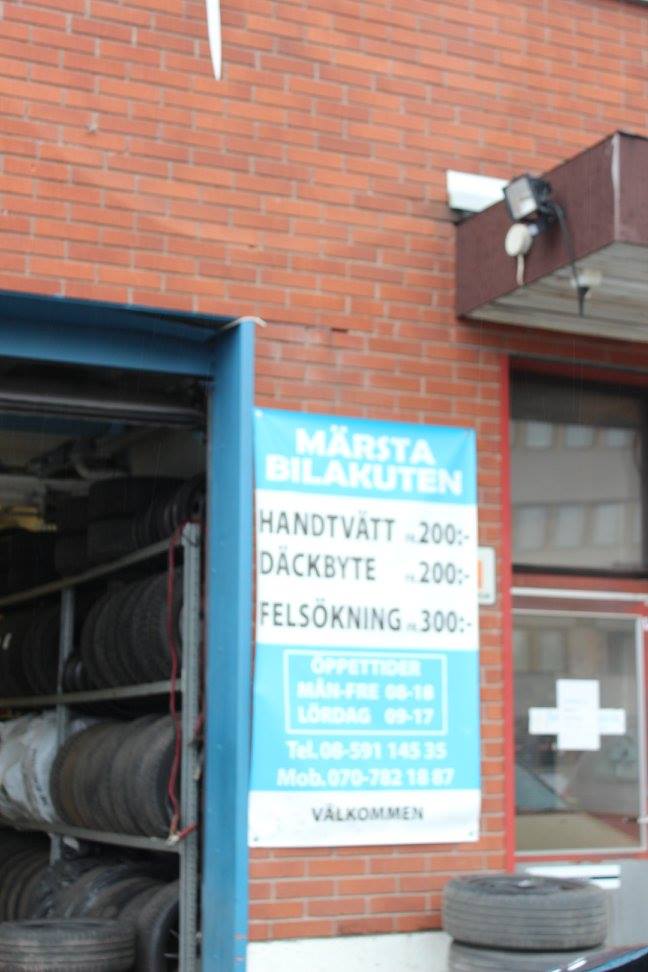 MÄRSTA
BILAKUTEN
HANDTVÄTT FR.200:-
DÄCKBYTE FR.200:-
FELSÖKNING FR.300:-
ÖPPETTIDER
MÅN-FRE 08-18
LÖRDAG 09-17
Tel.08-591 145 35
Mob.070-782 18 87
VÄLKOMMEN